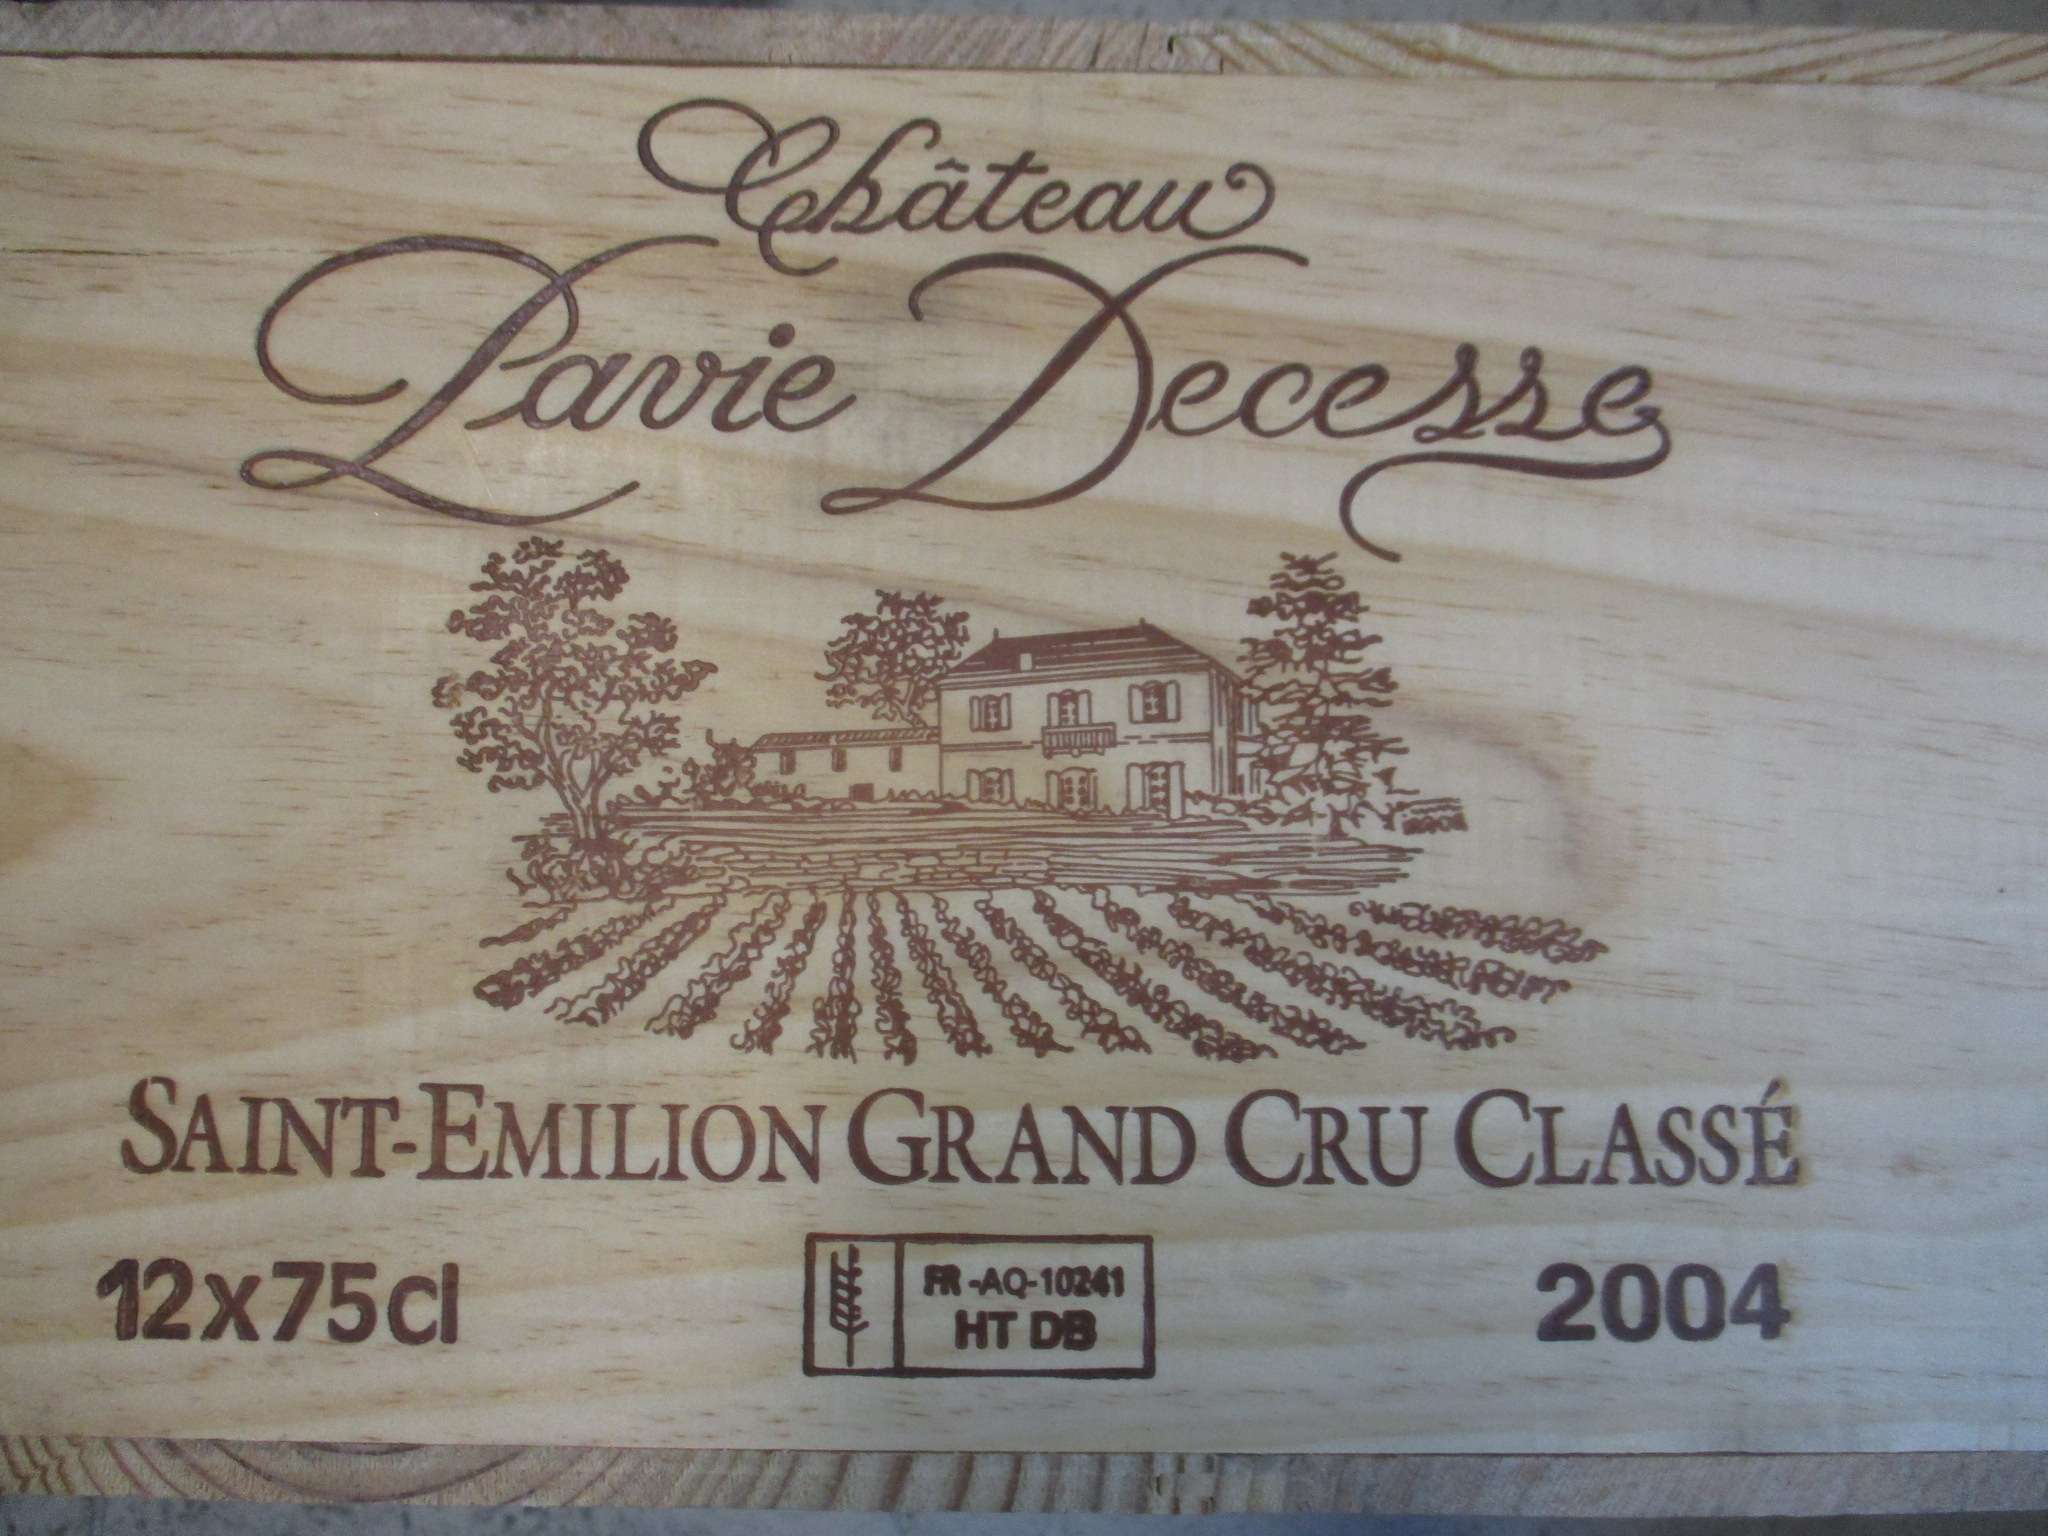 Château
Pavie Decesse
SAINT-EMILION GRAND CRU CLASSÉ
12x75cl
FR-AQ-10241
HT DB
2004